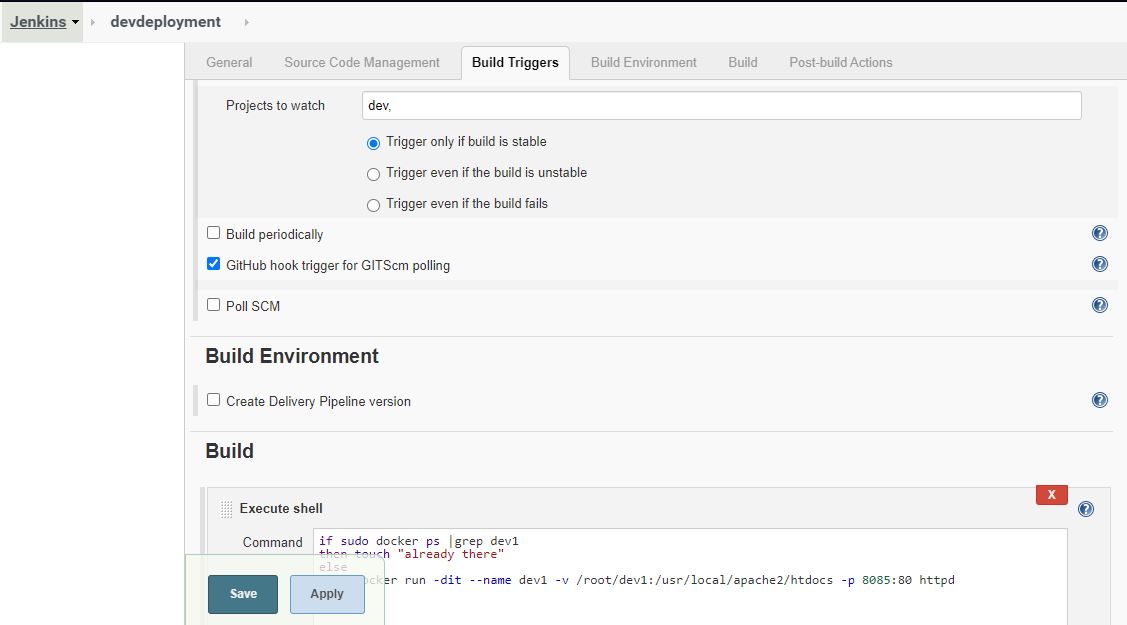 Jenkins devdeployment
General Source Code Management Build Triggers Build Environment Build Post-build Actions
Projects to watch dev,
Trigger only if build is stable
Trigger even if the build is unstable
Trigger even if the build fails
Build periodically
GitHub hook trigger for GITScm polling
Poll SCM
Build Environment
Create Delivery Pipeline version
Build
X
Execute shell
Command if sudo docker ps |grep dev1
then touch "already there"
else
run -dit --name dev1 -v /root/dev1:/usr/local/apache2/htdocs -p 8085:80 httpd
Save Apply